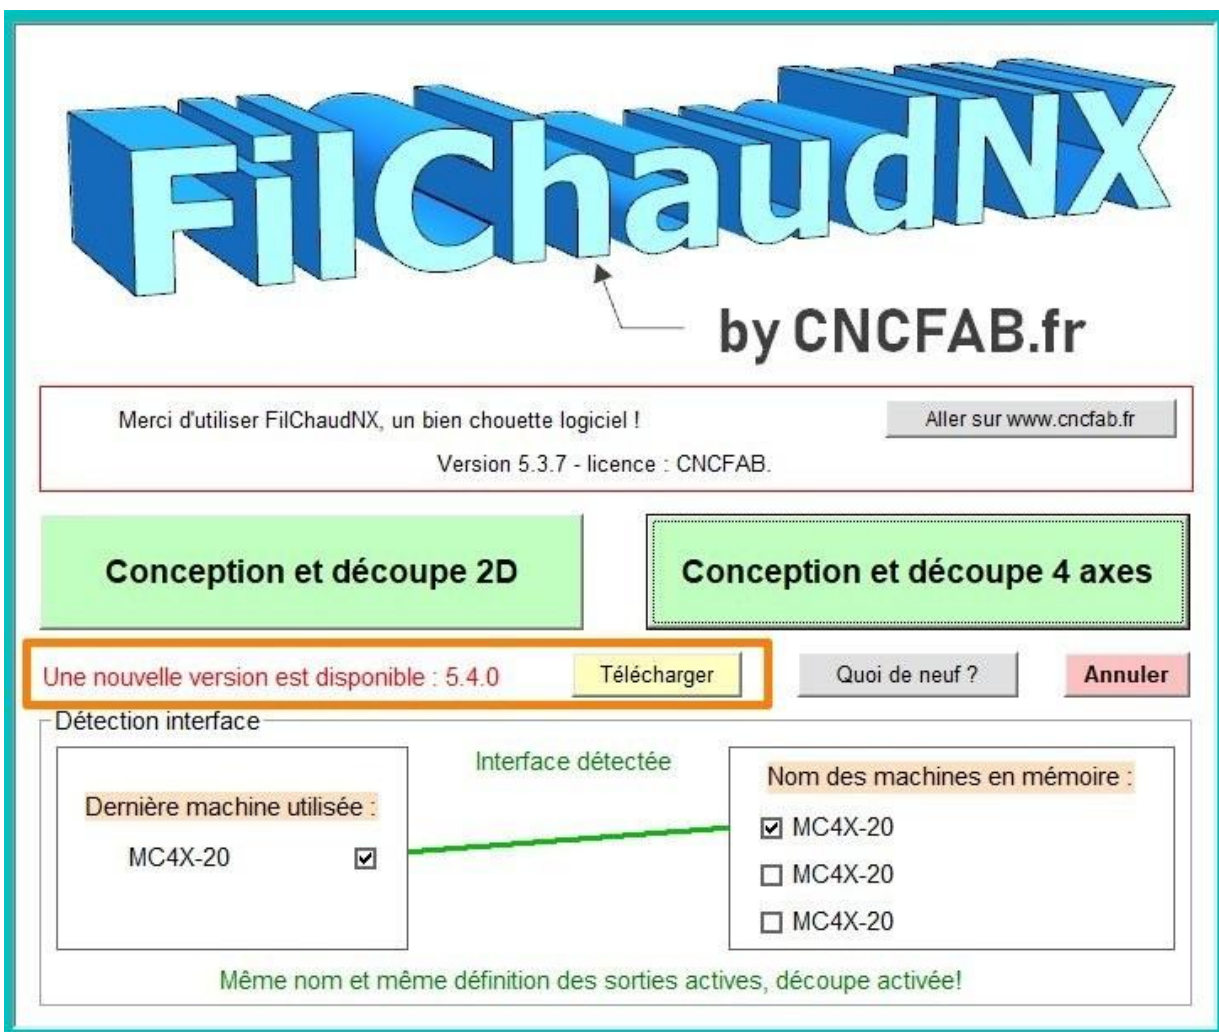 FilChaudNX
by CNCFAB.fr
Merci d'utiliser FilChaudNX, un bien chouette logiciel !
Aller sur www.cncfab.fr
Version 5.3.7 - licence : CNCFAB.
Conception et découpe 2D
Conception et découpe 4 axes
Une nouvelle version est disponible : 5.4.0
Télécharger
Quoi de neuf ?
Annuler
Détection interface
Interface détectée
Dernière machine utilisée :
MC4X-20
Nom des machines en mémoire :
MC4X-20
MC4X-20
MC4X-20
Même nom et même définition des sorties actives, découpe activée!